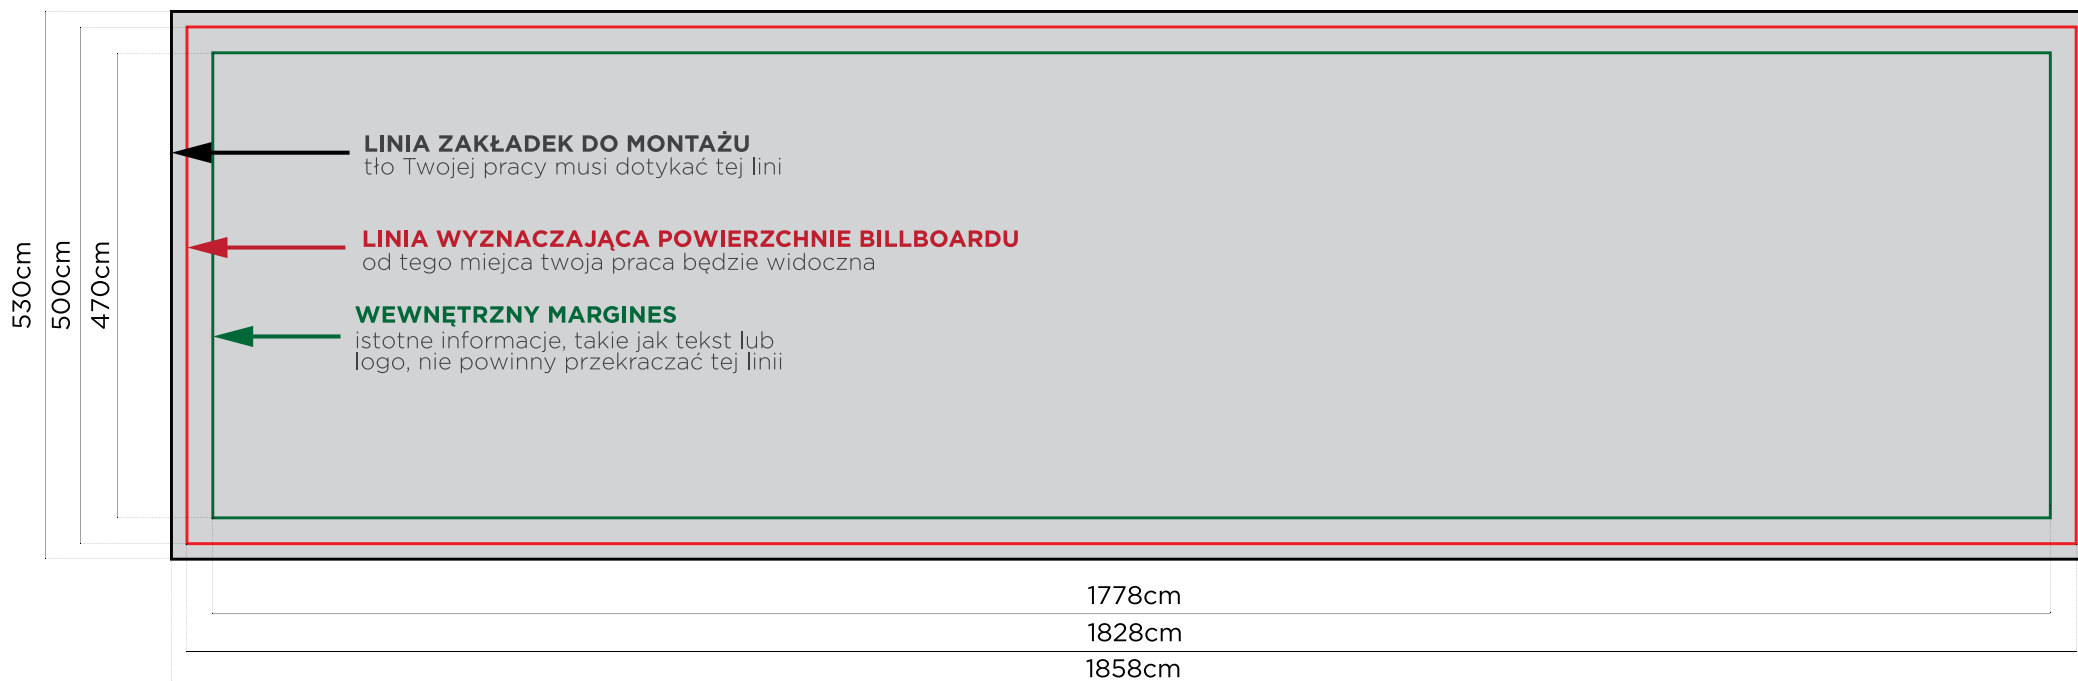 LINIA ZAKŁADEK DO MONTAŻU
tło Twojej pracy musi dotykać tej lini
LINIA WYZNACZAJĄCA POWIERZCHNIE BILLBOARDU
od tego miejca twoja praca będzie widoczna
WEWNĘTRZNY MARGINES
istotne informacje, takie jak tekst lub
logo, nie powinny przekraczać tej linii
530cm
500cm
470cm
1778cm
1828cm
1858cm